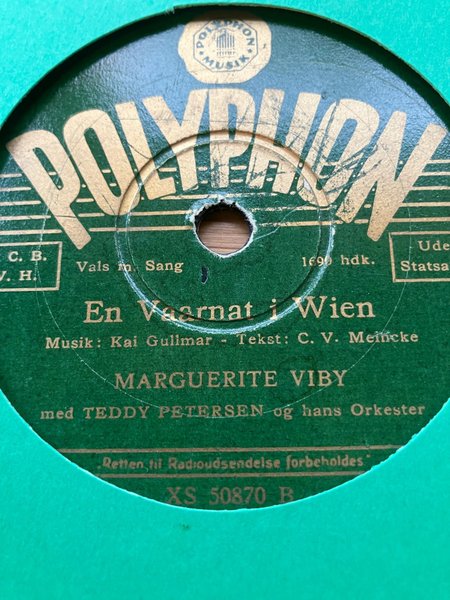 POLYPHON
MUSIK
POLYPHON
C. B.
V. H.
Vals m. Sang
1690 hdk.
Ude
Statsa
En Vaarnat i Wien
Musik: Kai Gullmar - Tekst: C. V. Meincke
MARGUERITE VIBY
med TEDDY PETERSEN og hans Orkester
„Retten til Radioudsendelse forbeholdes"
XS 50870 B